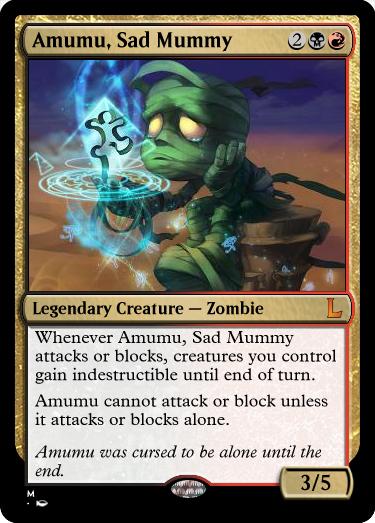 Amumu, Sad Mummy 2
Legendary Creature — Zombie L
Whenever Amumu, Sad Mummy
attacks or blocks, creatures you control
gain indestructible until end of turn.
Amumu cannot attack or block unless
it attacks or blocks alone.
Amumu was cursed to be alone until the
end.
3/5
M